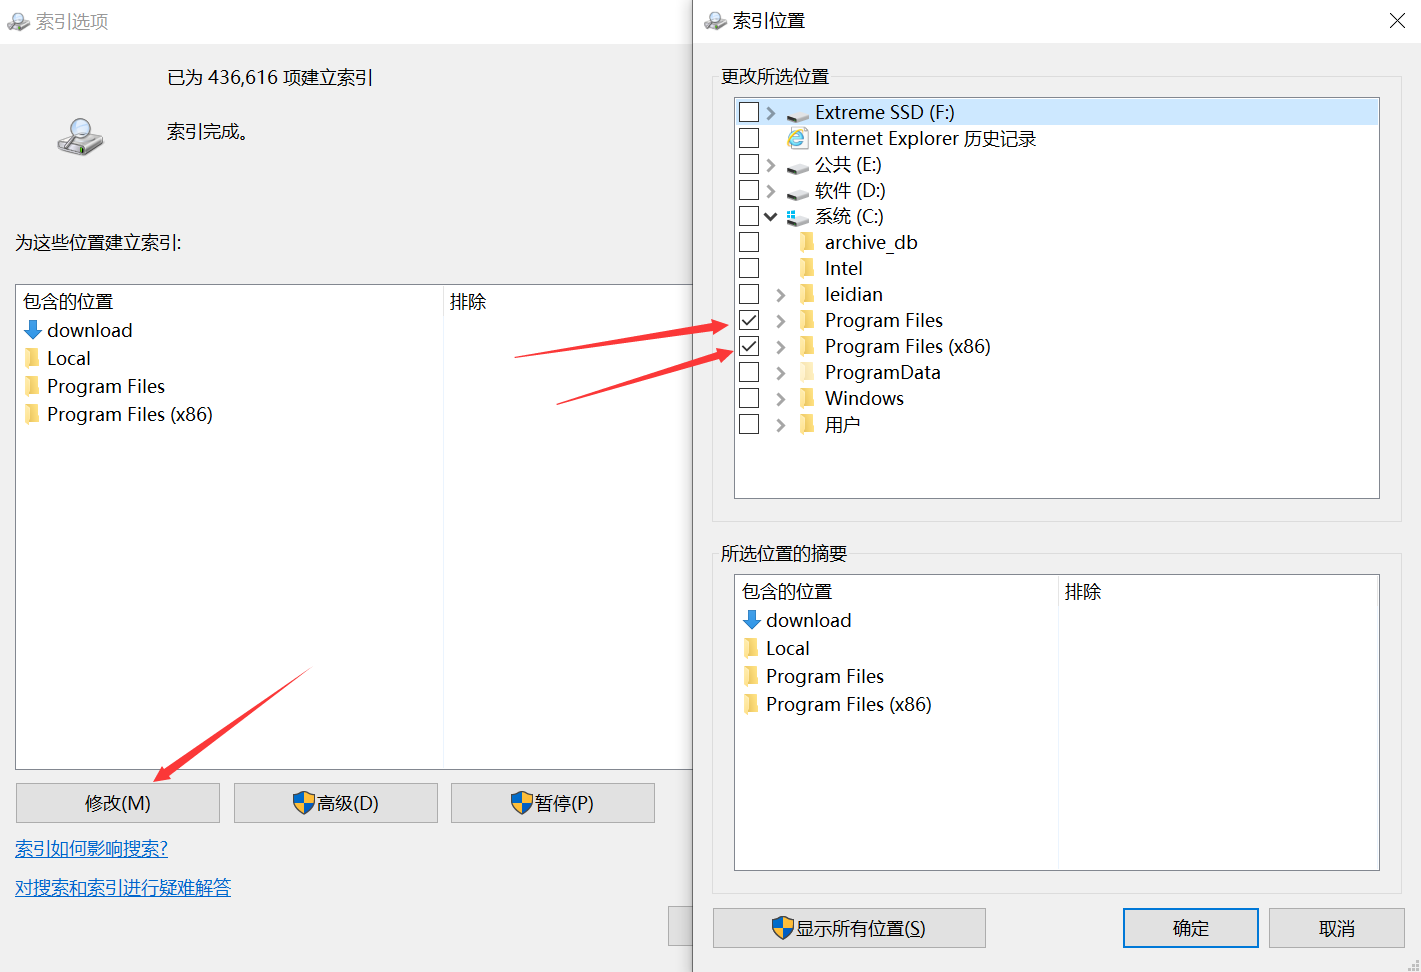 索引选项
已为 436,616 项建立索引
索引完成。
为这些位置建立索引:
包含的位置
排除
download
Local
Program Files
Program Files (x86)
修改(M)
高级(D)
暂停(P)
索引如何影响搜索?
对搜索和索引进行疑难解答
索引位置
更改所选位置
Extreme SSD (F:)
Internet Explorer 历史记录
公共 (E:)
软件 (D:)
系统 (C:)
archive_db
Intel
leidian
Program Files
Program Files (x86)
ProgramData
Windows
用户
所选位置的摘要
包含的位置
排除
download
Local
Program Files
Program Files (x86)
显示所有位置(S)
确定
取消